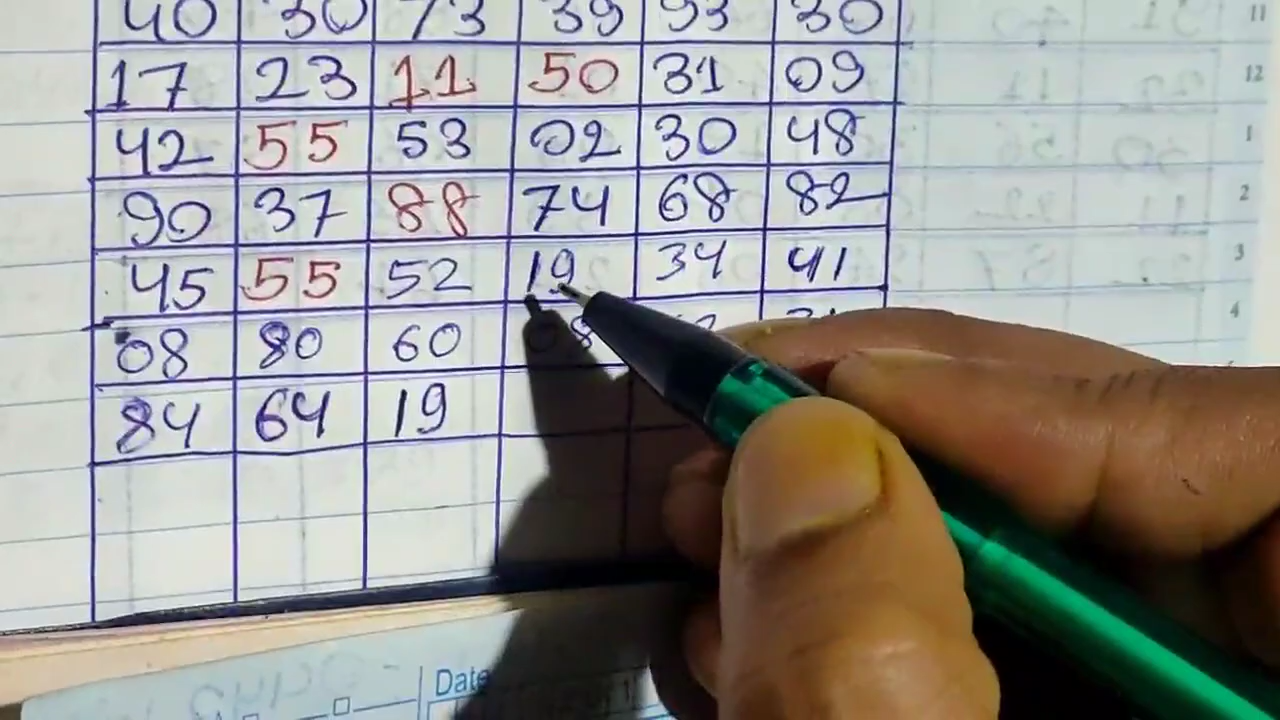 40 30 73 39 93 30
17 23 11 50 31 09
42 55 53 02 30 48
90 37 88 74 68 82
45 55 52 19 34 41
08 80 60 08
84 64 19
11
12
1
2
3
4
Date